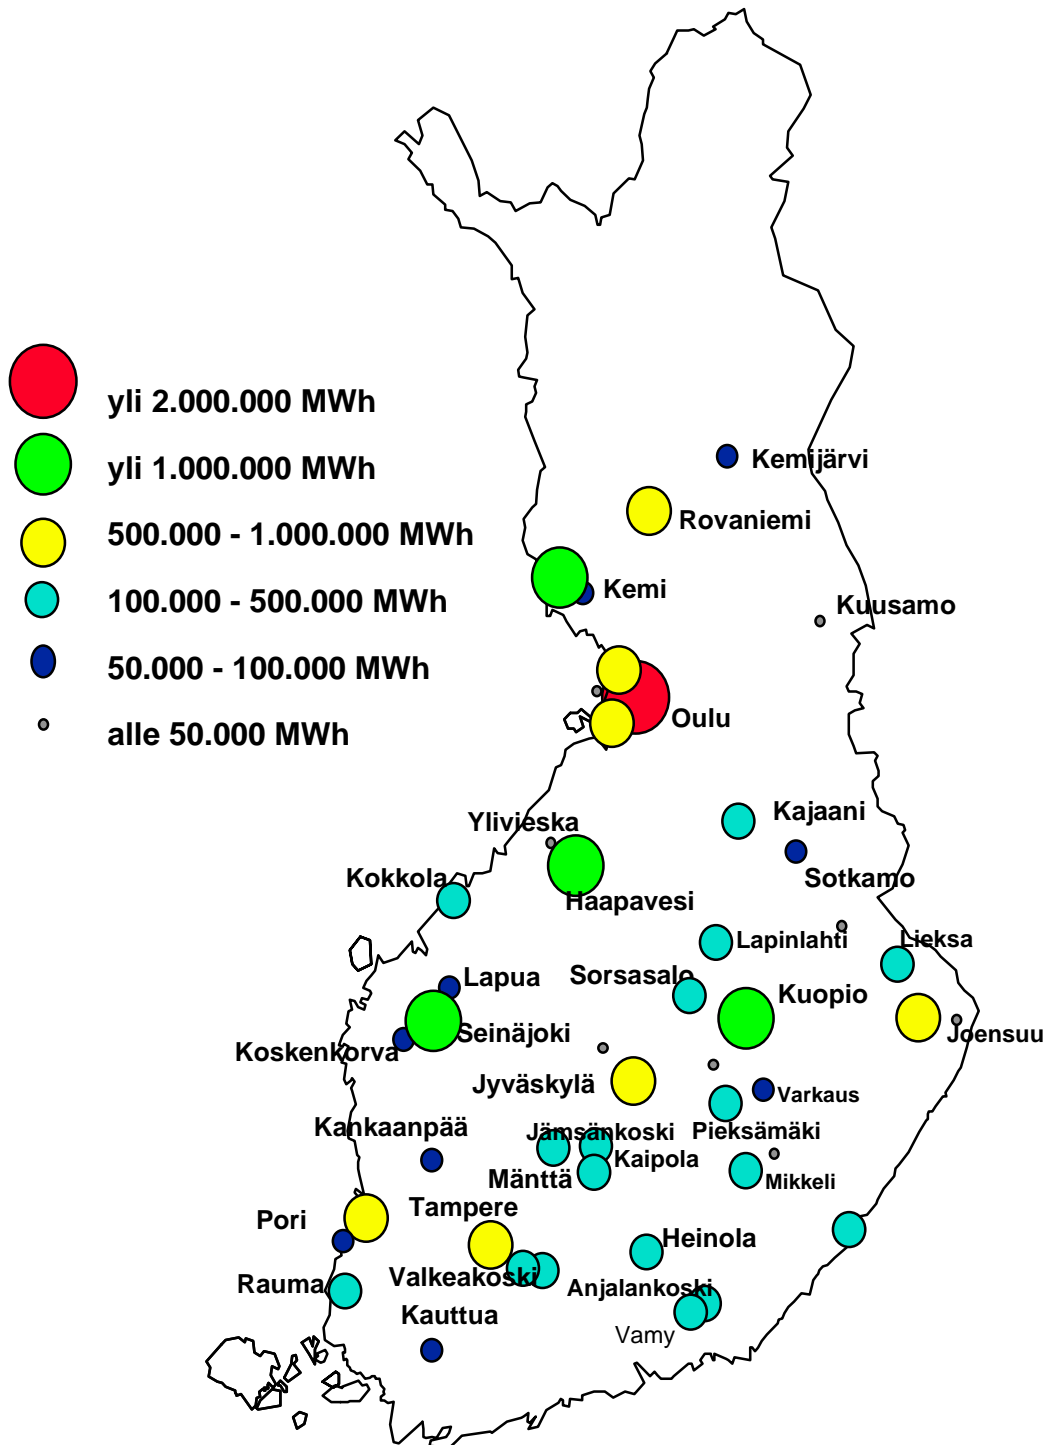 yli 2.000.000 MWh
yli 1.000.000 MWh
500.000 - 1.000.000 MWh
100.000 - 500.000 MWh
50.000 - 100.000 MWh
alle 50.000 MWh
Kemijärvi
Rovaniemi
Kemi
Kuusamo
Oulu
Ylivieska
Kajaani
Kokkola
Sotkamo
Haapavesi
Lapinlahti
Lieksa
Lapua
Sorsasalo
Kuopio
Seinäjoki
Joensuu
Koskenkorva
Jyväskylä
Varkaus
Kankaanpää
Jämsänkoski
Pieksämäki
Kaipola
Mänttä
Mikkeli
Tampere
Pori
Heinola
Rauma
Valkeakoski
Anjalankoski
Kauttua
Vamy